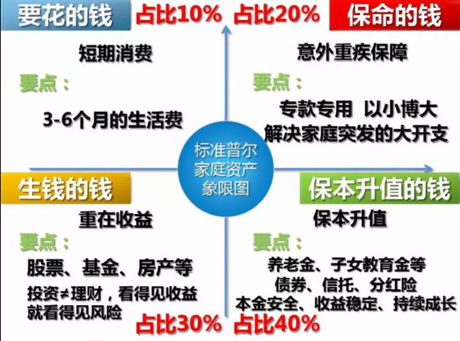 要花的钱
占比10%
短期消费
要点：
3-6个月的生活费
占比20%
保命的钱
意外重疾保障
要点：
专款专用 以小博大
解决家庭突发的大开支
标准普尔
家庭资产
象限图
生钱的钱
重在收益
要点：
股票、基金、房产等
投资≠理财，看得见收益
就看得见风险
占比30%
保本升值的钱
保本升值
要点：
养老金、子女教育金等
债券、信托、分红险
本金安全、收益稳定、持续成长
占比40%